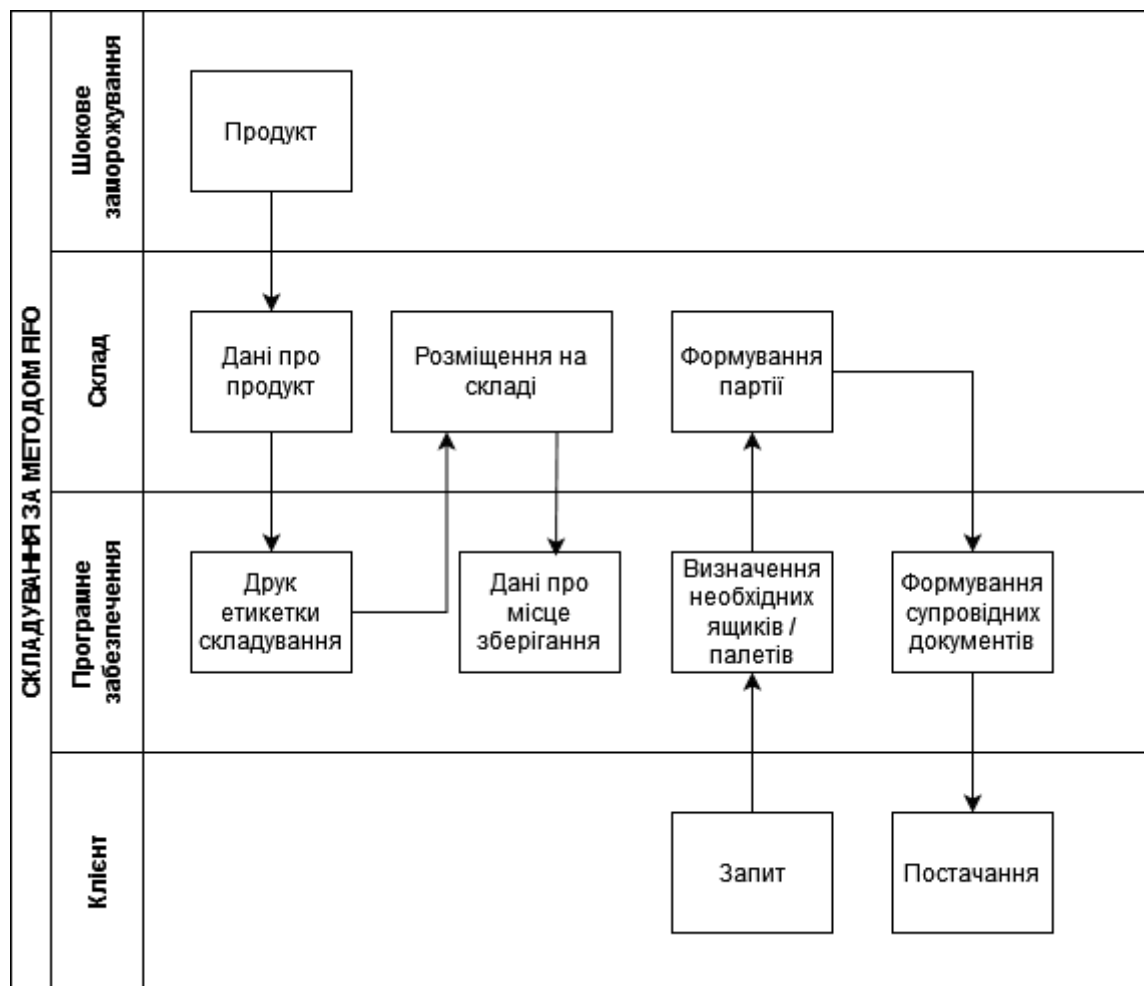 СКЛАДУВАННЯ ЗА МЕТОДОМ FIFO
Шокове
заморожування
Продукт
Склад
Дані про
продукт
Розміщення на
складі
Формування
партії
Програмне
забезпечення
Друк
етикетки
складування
Дані про
місце
зберігання
Визначення
необхідних
ящиків /
палетів
Формування
супровідних
документів
Клієнт
Запит
Постачання